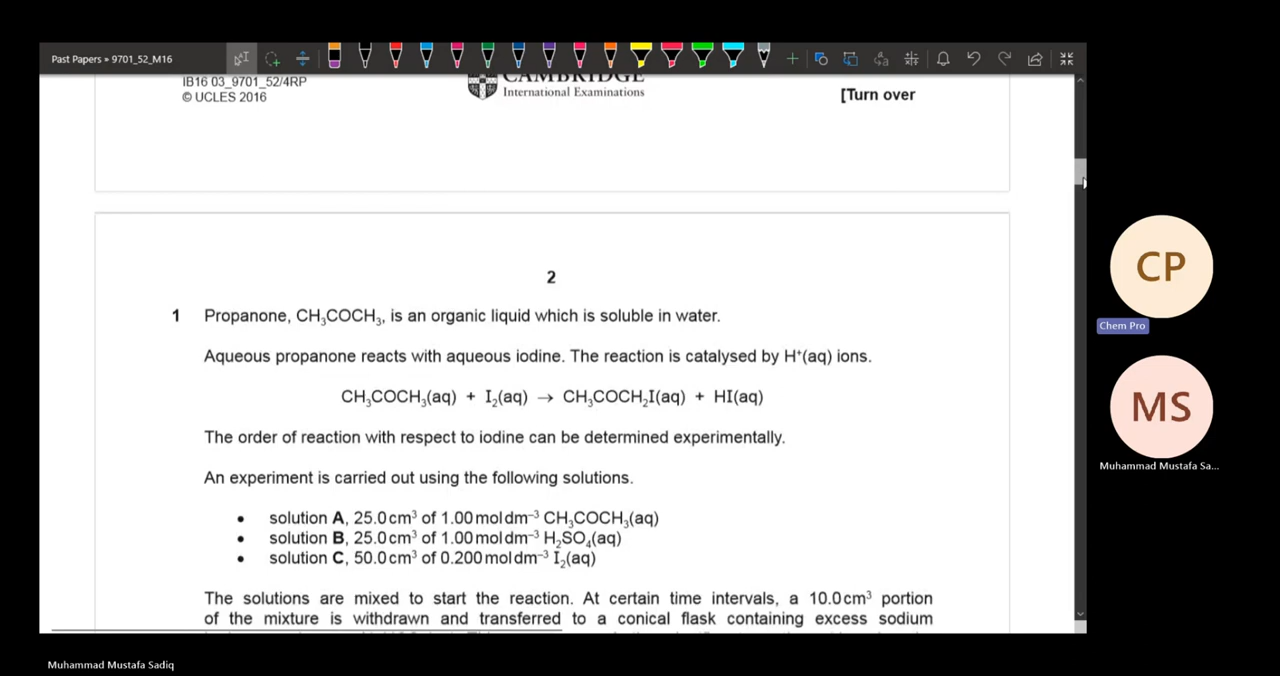 Past Papers » 9701_52_M16
IB16 03_9701_52/4RP
© UCLES 2016
CAMBRIDGE
International Examinations
[Turn over
2
1 Propanone, CH₃COCH₃, is an organic liquid which is soluble in water.
Aqueous propanone reacts with aqueous iodine. The reaction is catalysed by H⁺(aq) ions.
CH₃COCH₃(aq) + I₂(aq) → CH₃COCH₂I(aq) + HI(aq)
The order of reaction with respect to iodine can be determined experimentally.
An experiment is carried out using the following solutions.
• solution A, 25.0 cm³ of 1.00 mol dm⁻³ CH₃COCH₃(aq)
• solution B, 25.0 cm³ of 1.00 mol dm⁻³ H₂SO₄(aq)
• solution C, 50.0 cm³ of 0.200 mol dm⁻³ I₂(aq)
The solutions are mixed to start the reaction. At certain time intervals, a 10.0 cm³ portion
of the mixture is withdrawn and transferred to a conical flask containing excess sodium
CP
Chem Pro
MS
Muhammad Mustafa Sa...
Muhammad Mustafa Sadiq